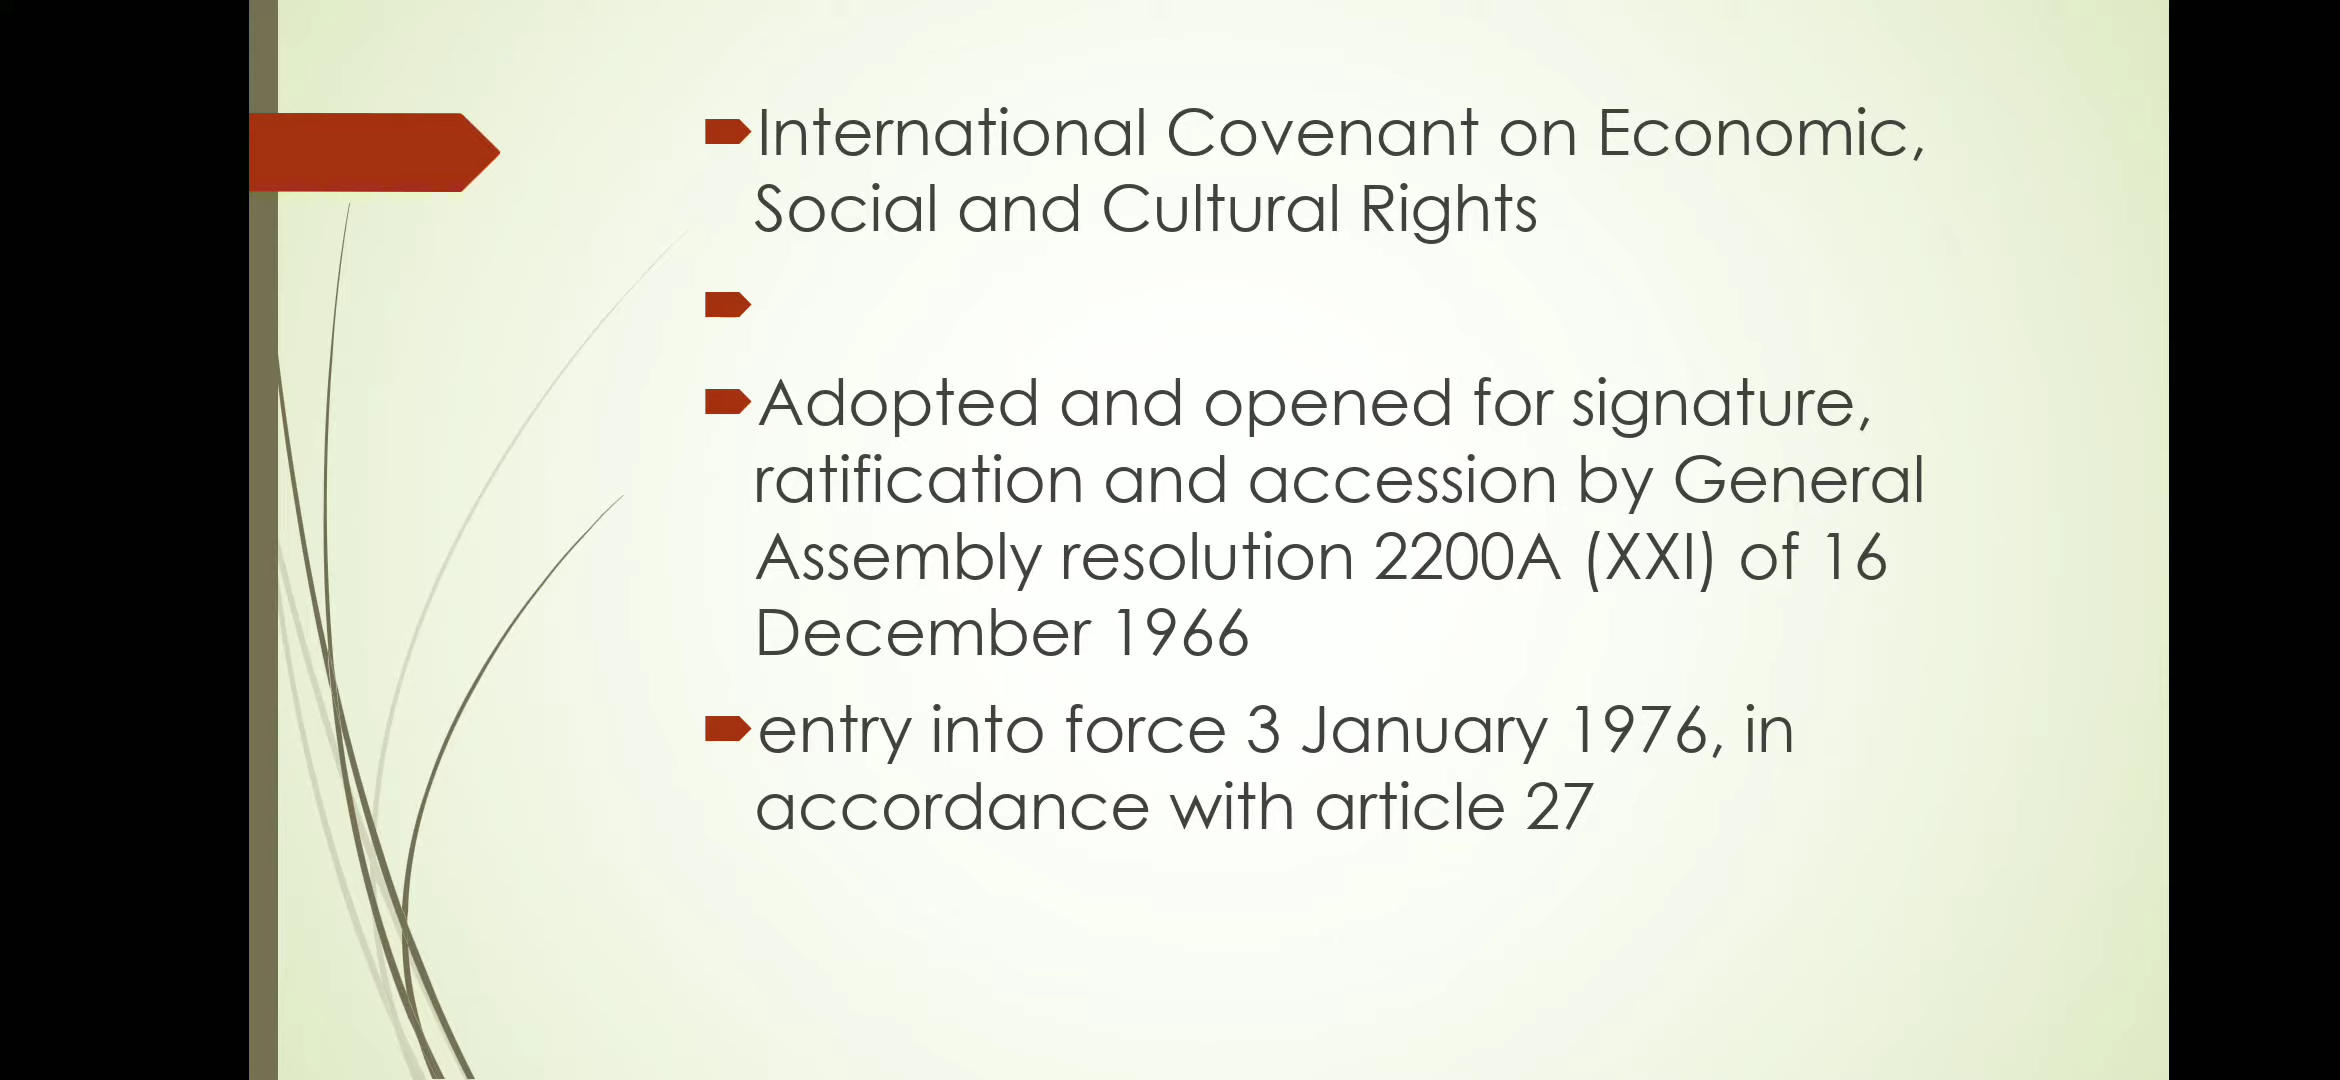 International Covenant on Economic,
Social and Cultural Rights
Adopted and opened for signature,
ratification and accession by General
Assembly resolution 2200A (XXI) of 16
December 1966
entry into force 3 January 1976, in
accordance with article 27